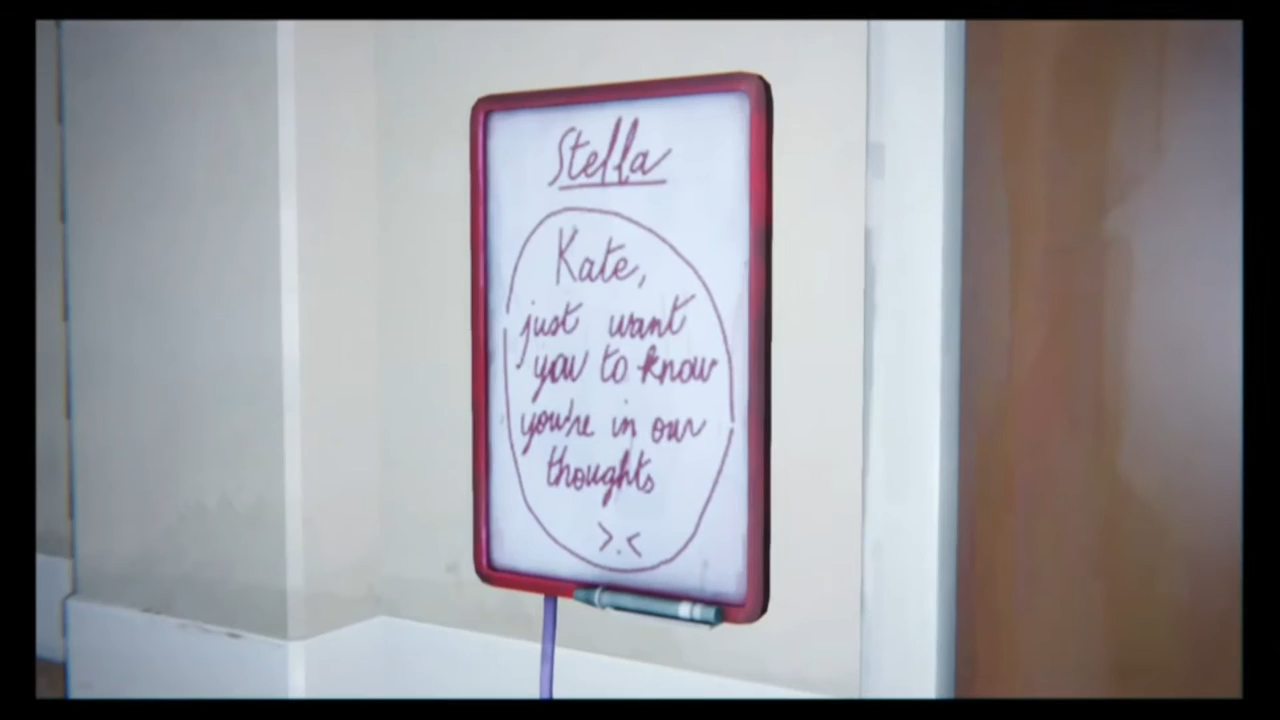 Stella
Kate,
just want
you to know
you're in our
thoughts
>.<